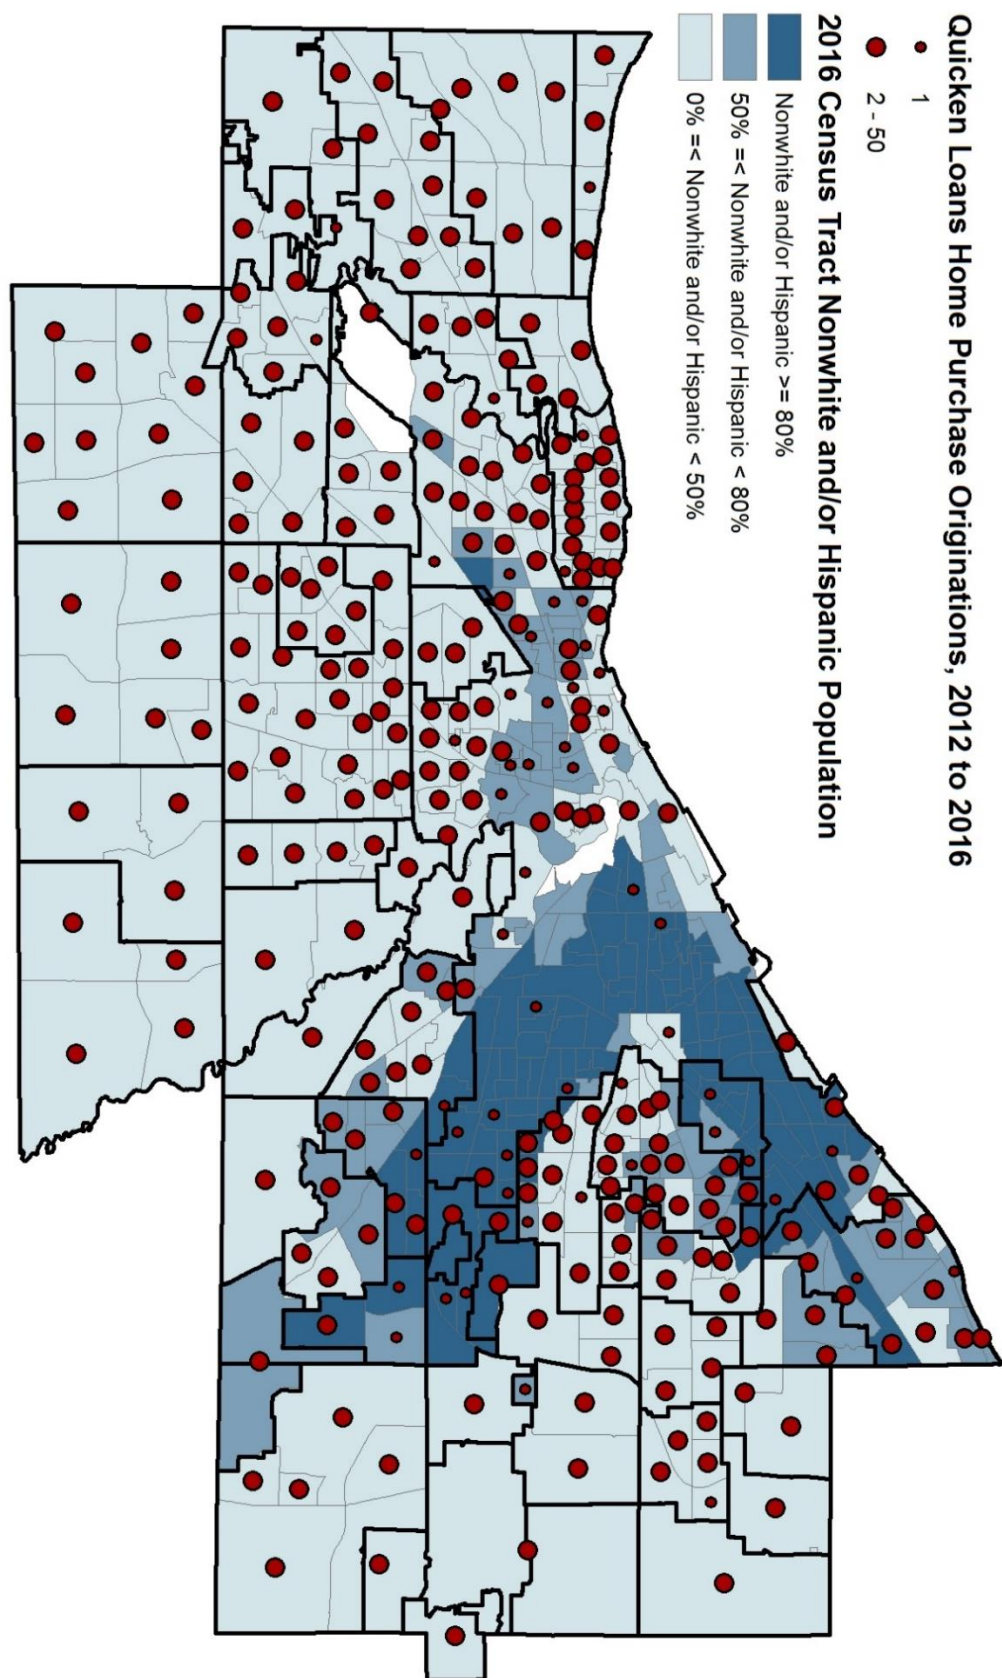 Quicken Loans Home Purchase Originations, 2012 to 2016
1
2 - 50
2016 Census Tract Nonwhite and/or Hispanic Population
Nonwhite and/or Hispanic >= 80%
50% =< Nonwhite and/or Hispanic < 80%
0% =< Nonwhite and/or Hispanic < 50%